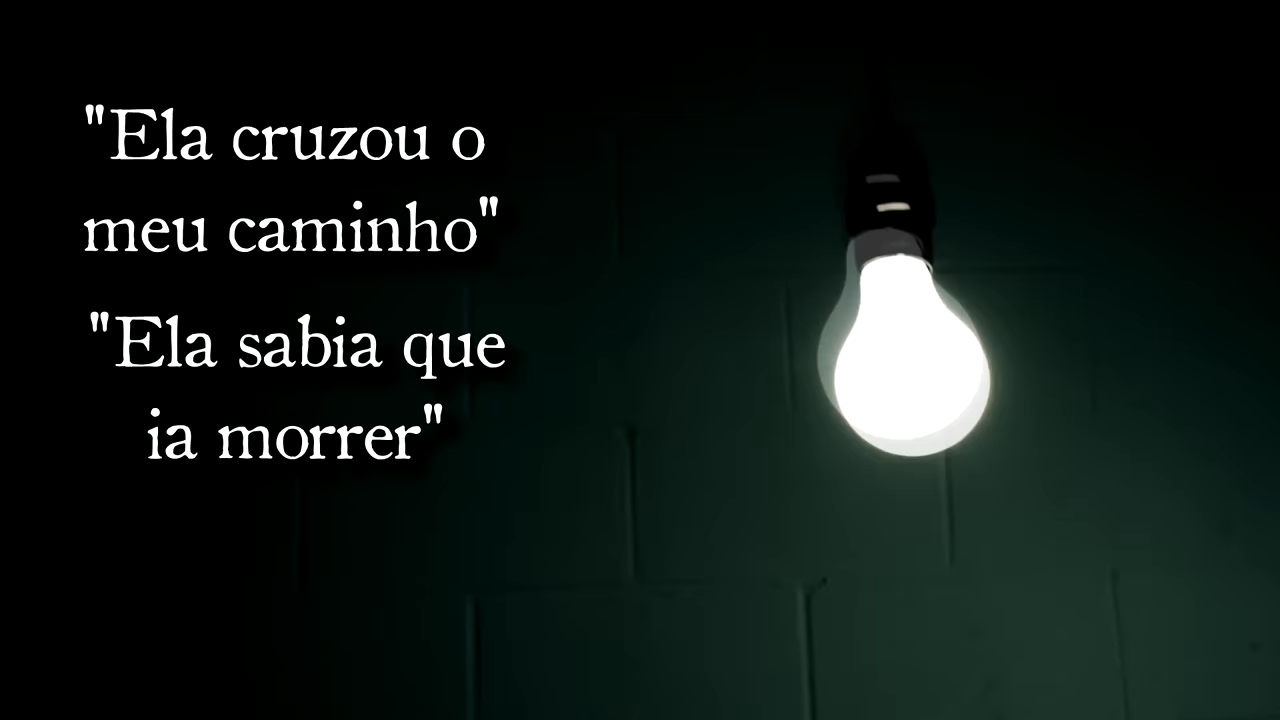 "Ela cruzou o
meu caminho"
"Ela sabia que
ia morrer"